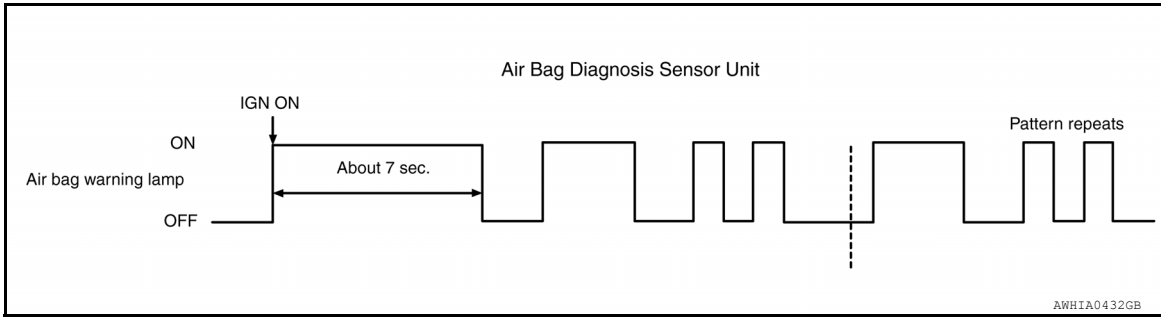 Air Bag Diagnosis Sensor Unit
IGN ON
Pattern repeats
ON
About 7 sec.
Air bag warning lamp
OFF
AWHIA0432GB